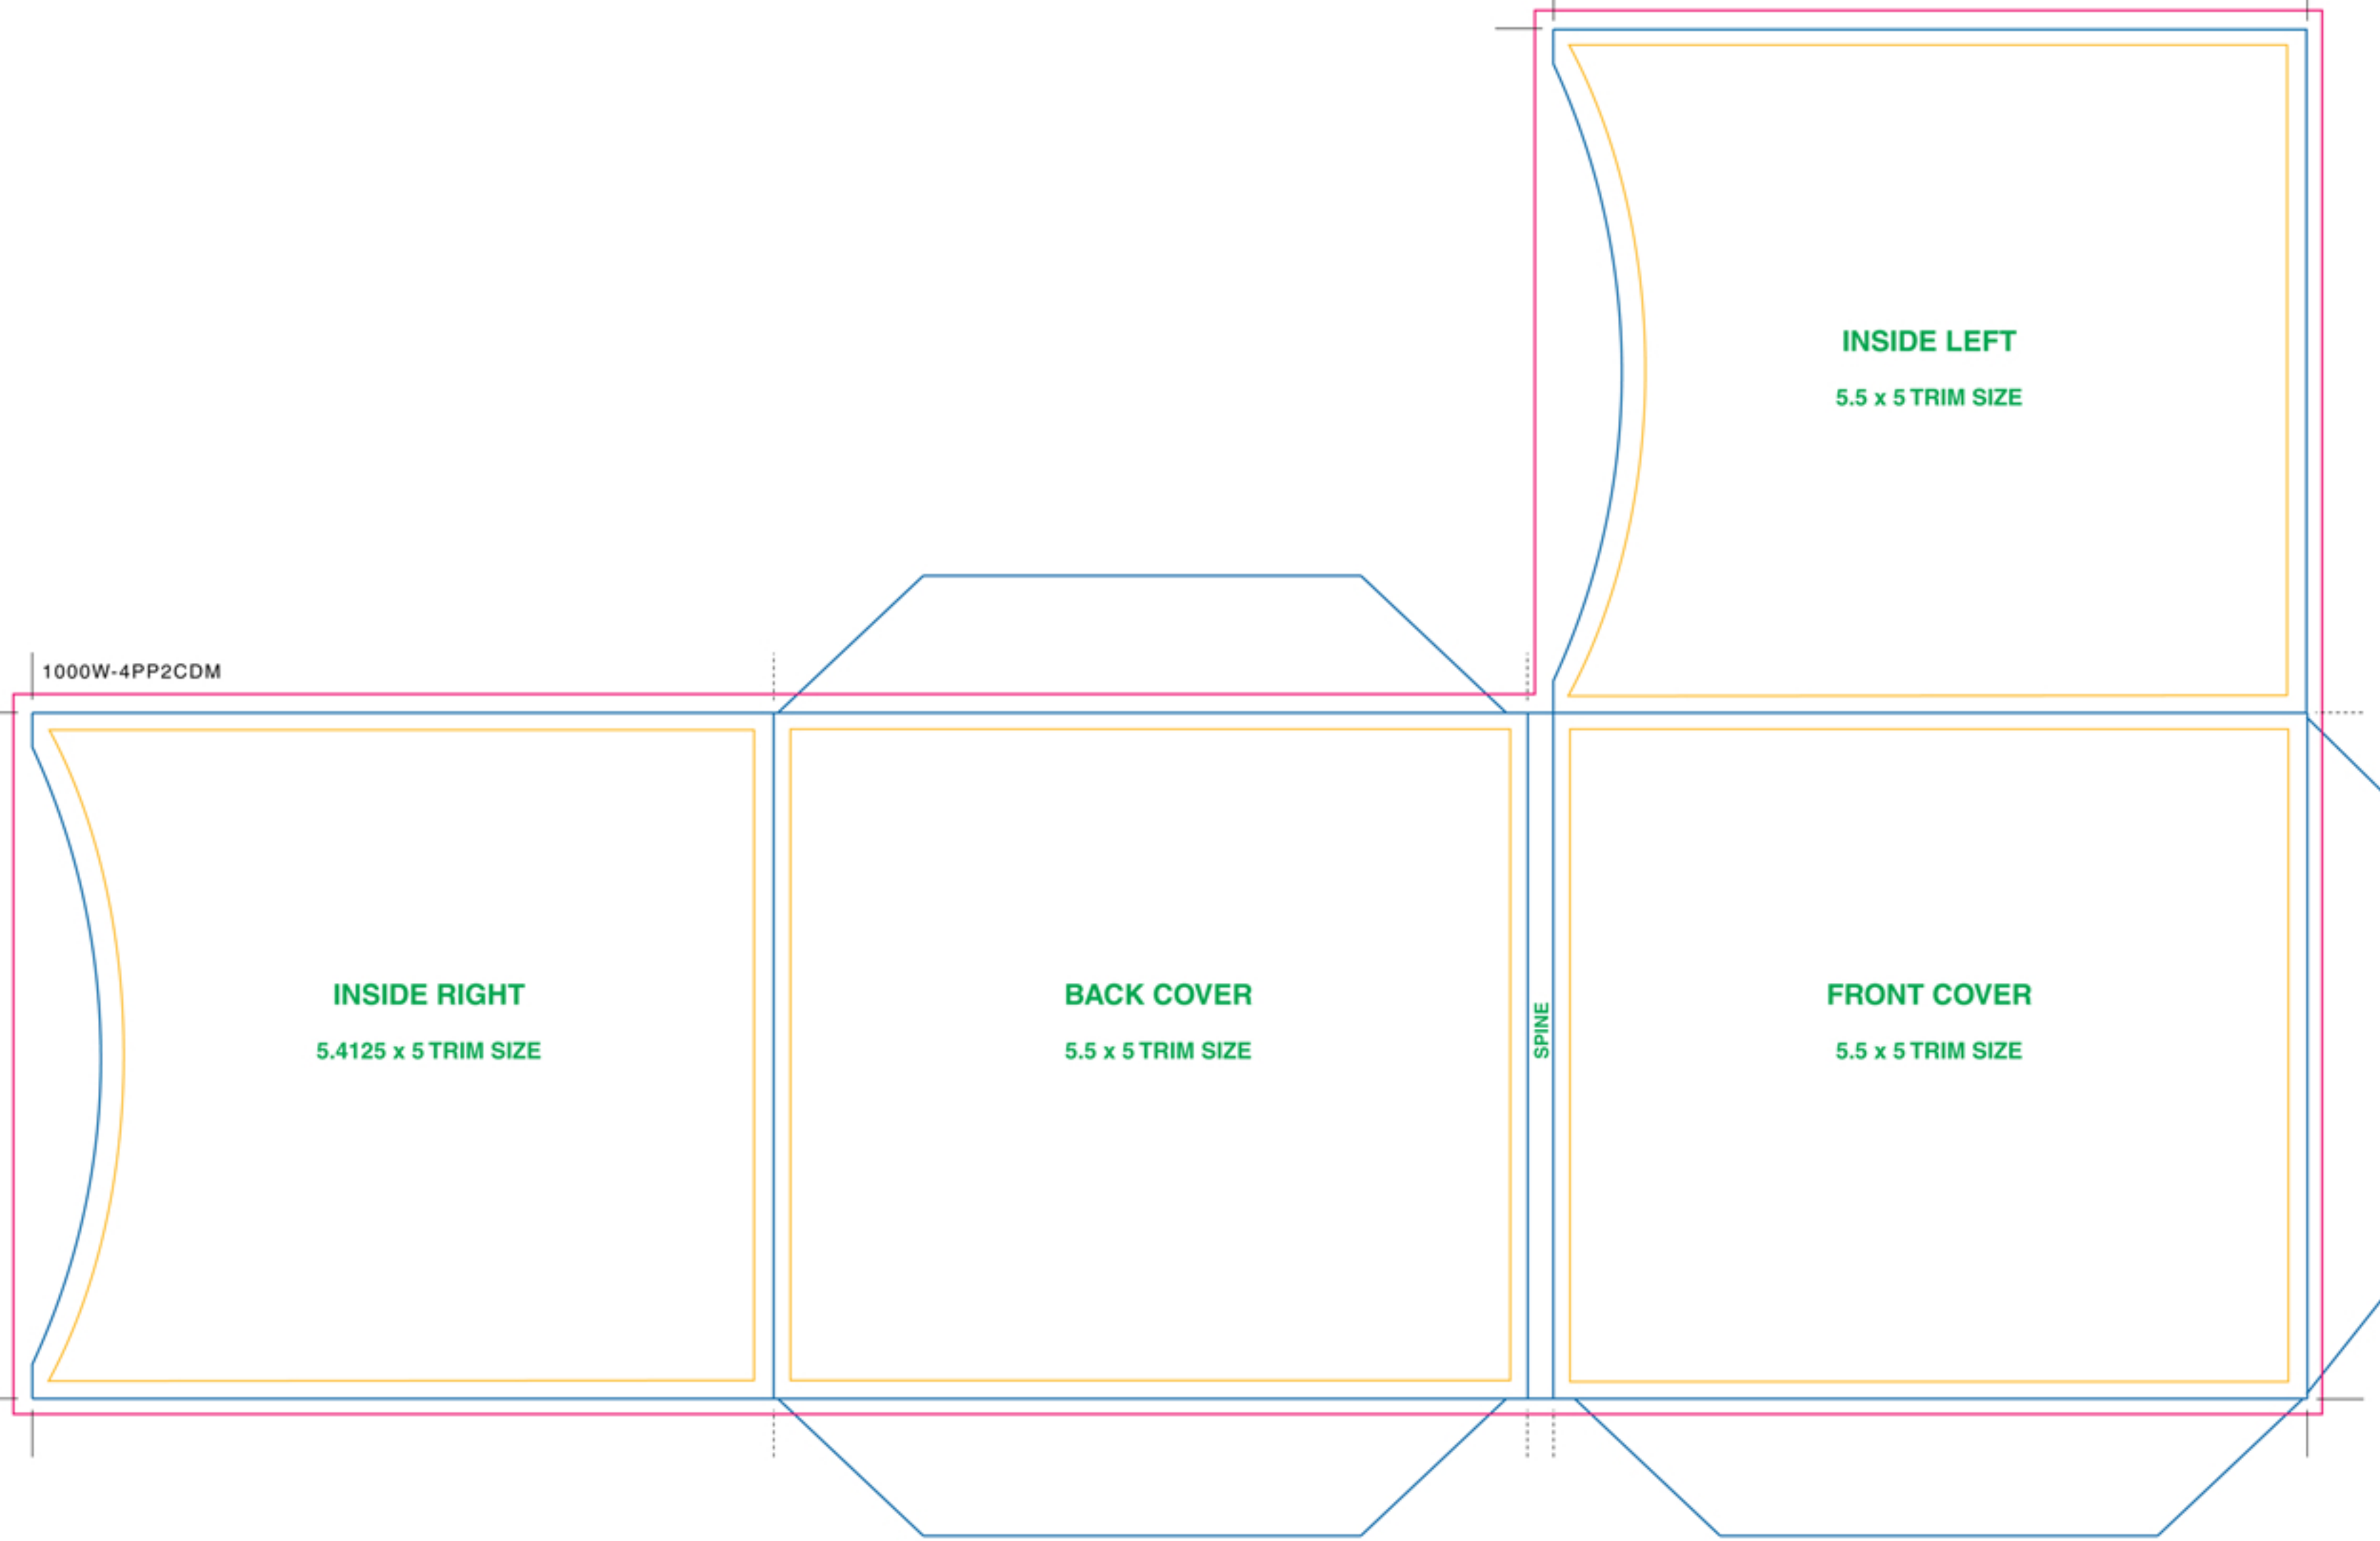 INSIDE LEFT
5.5 x 5 TRIM SIZE
1000W-4PP2CDM
INSIDE RIGHT
5.4125 x 5 TRIM SIZE
BACK COVER
5.5 x 5 TRIM SIZE
SPINE
FRONT COVER
5.5 x 5 TRIM SIZE